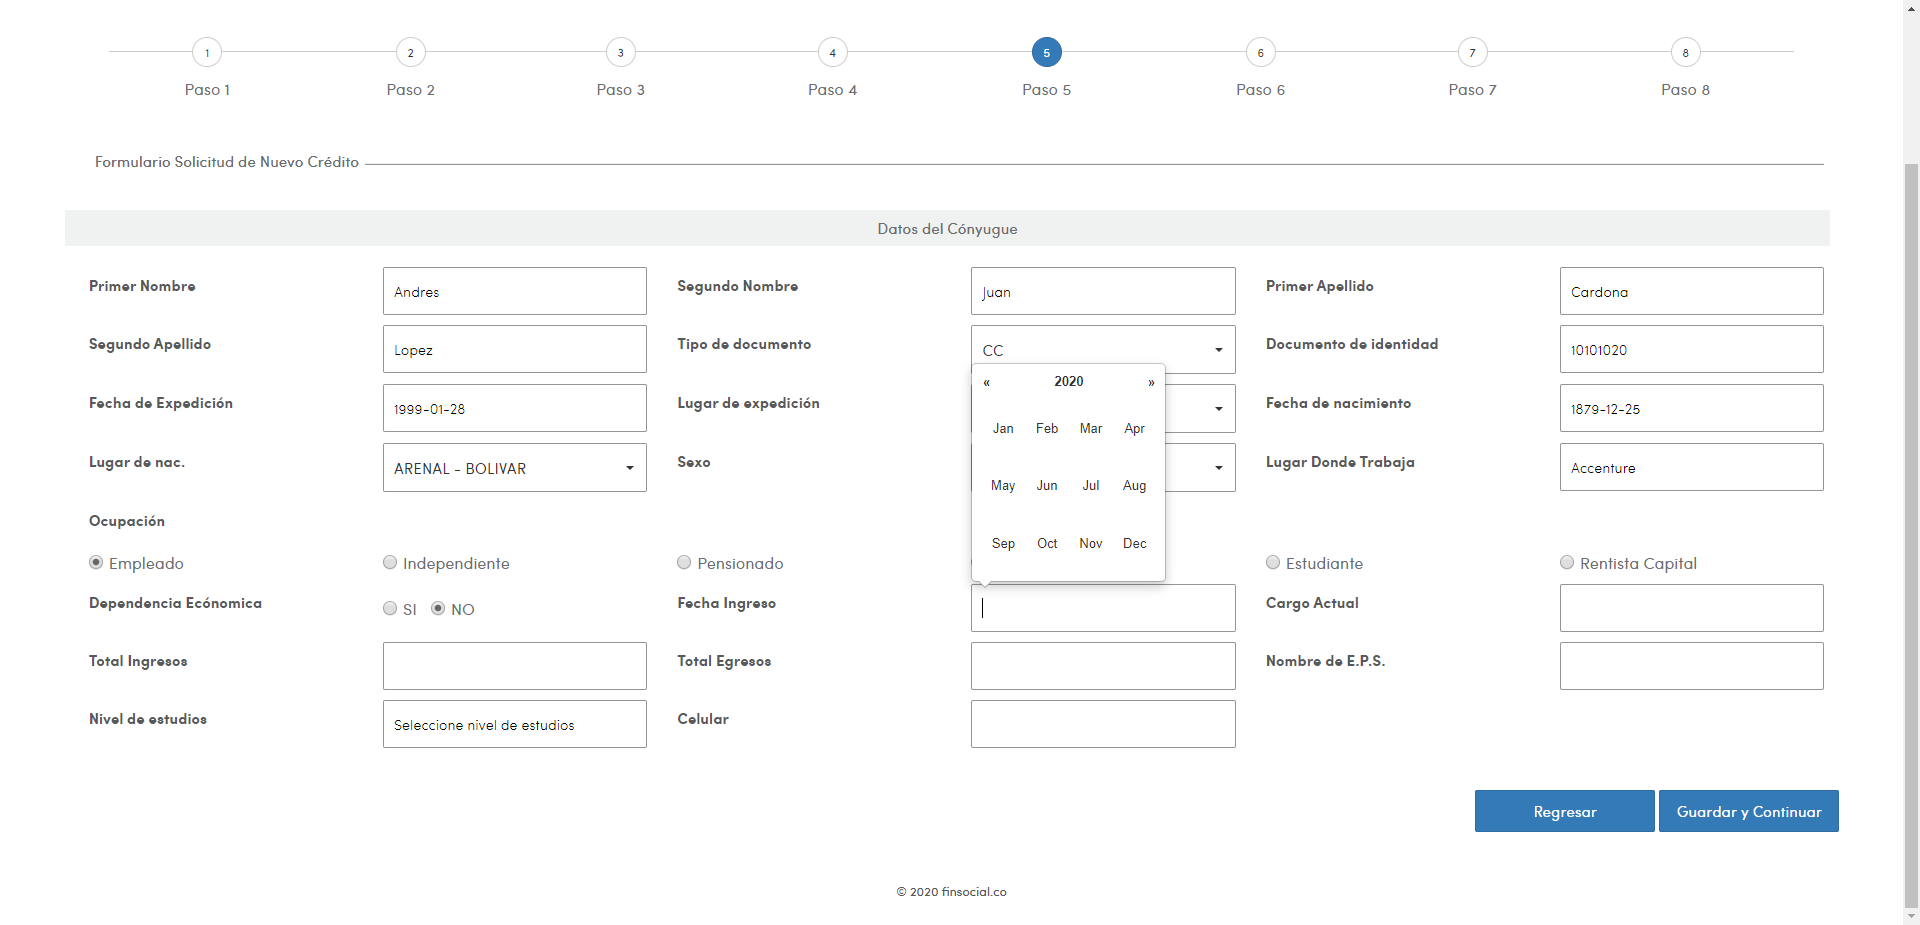 1 2 3 4 5 6 7 8
Paso 1 Paso 2 Paso 3 Paso 4 Paso 5 Paso 6 Paso 7 Paso 8
Formulario Solicitud de Nuevo Crédito
Datos del Cónyugue
Primer Nombre Andres Segundo Nombre Juan Primer Apellido Cardona
Segundo Apellido Lopez Tipo de documento CC Documento de identidad 10101020
Fecha de Expedición 1999-01-28 Lugar de expedición Fecha de nacimiento 1879-12-25
Lugar de nac. ARENAL - BOLIVAR Sexo Lugar Donde Trabaja Accenture
« 2020 »
Jan Feb Mar Apr
May Jun Jul Aug
Sep Oct Nov Dec
Ocupación
Empleado Independiente Pensionado Estudiante Rentista Capital
Dependencia Ecónomica SI NO Fecha Ingreso Cargo Actual
Total Ingresos Total Egresos Nombre de E.P.S.
Nivel de estudios Seleccione nivel de estudios Celular
Regresar Guardar y Continuar
© 2020 finsocial.co